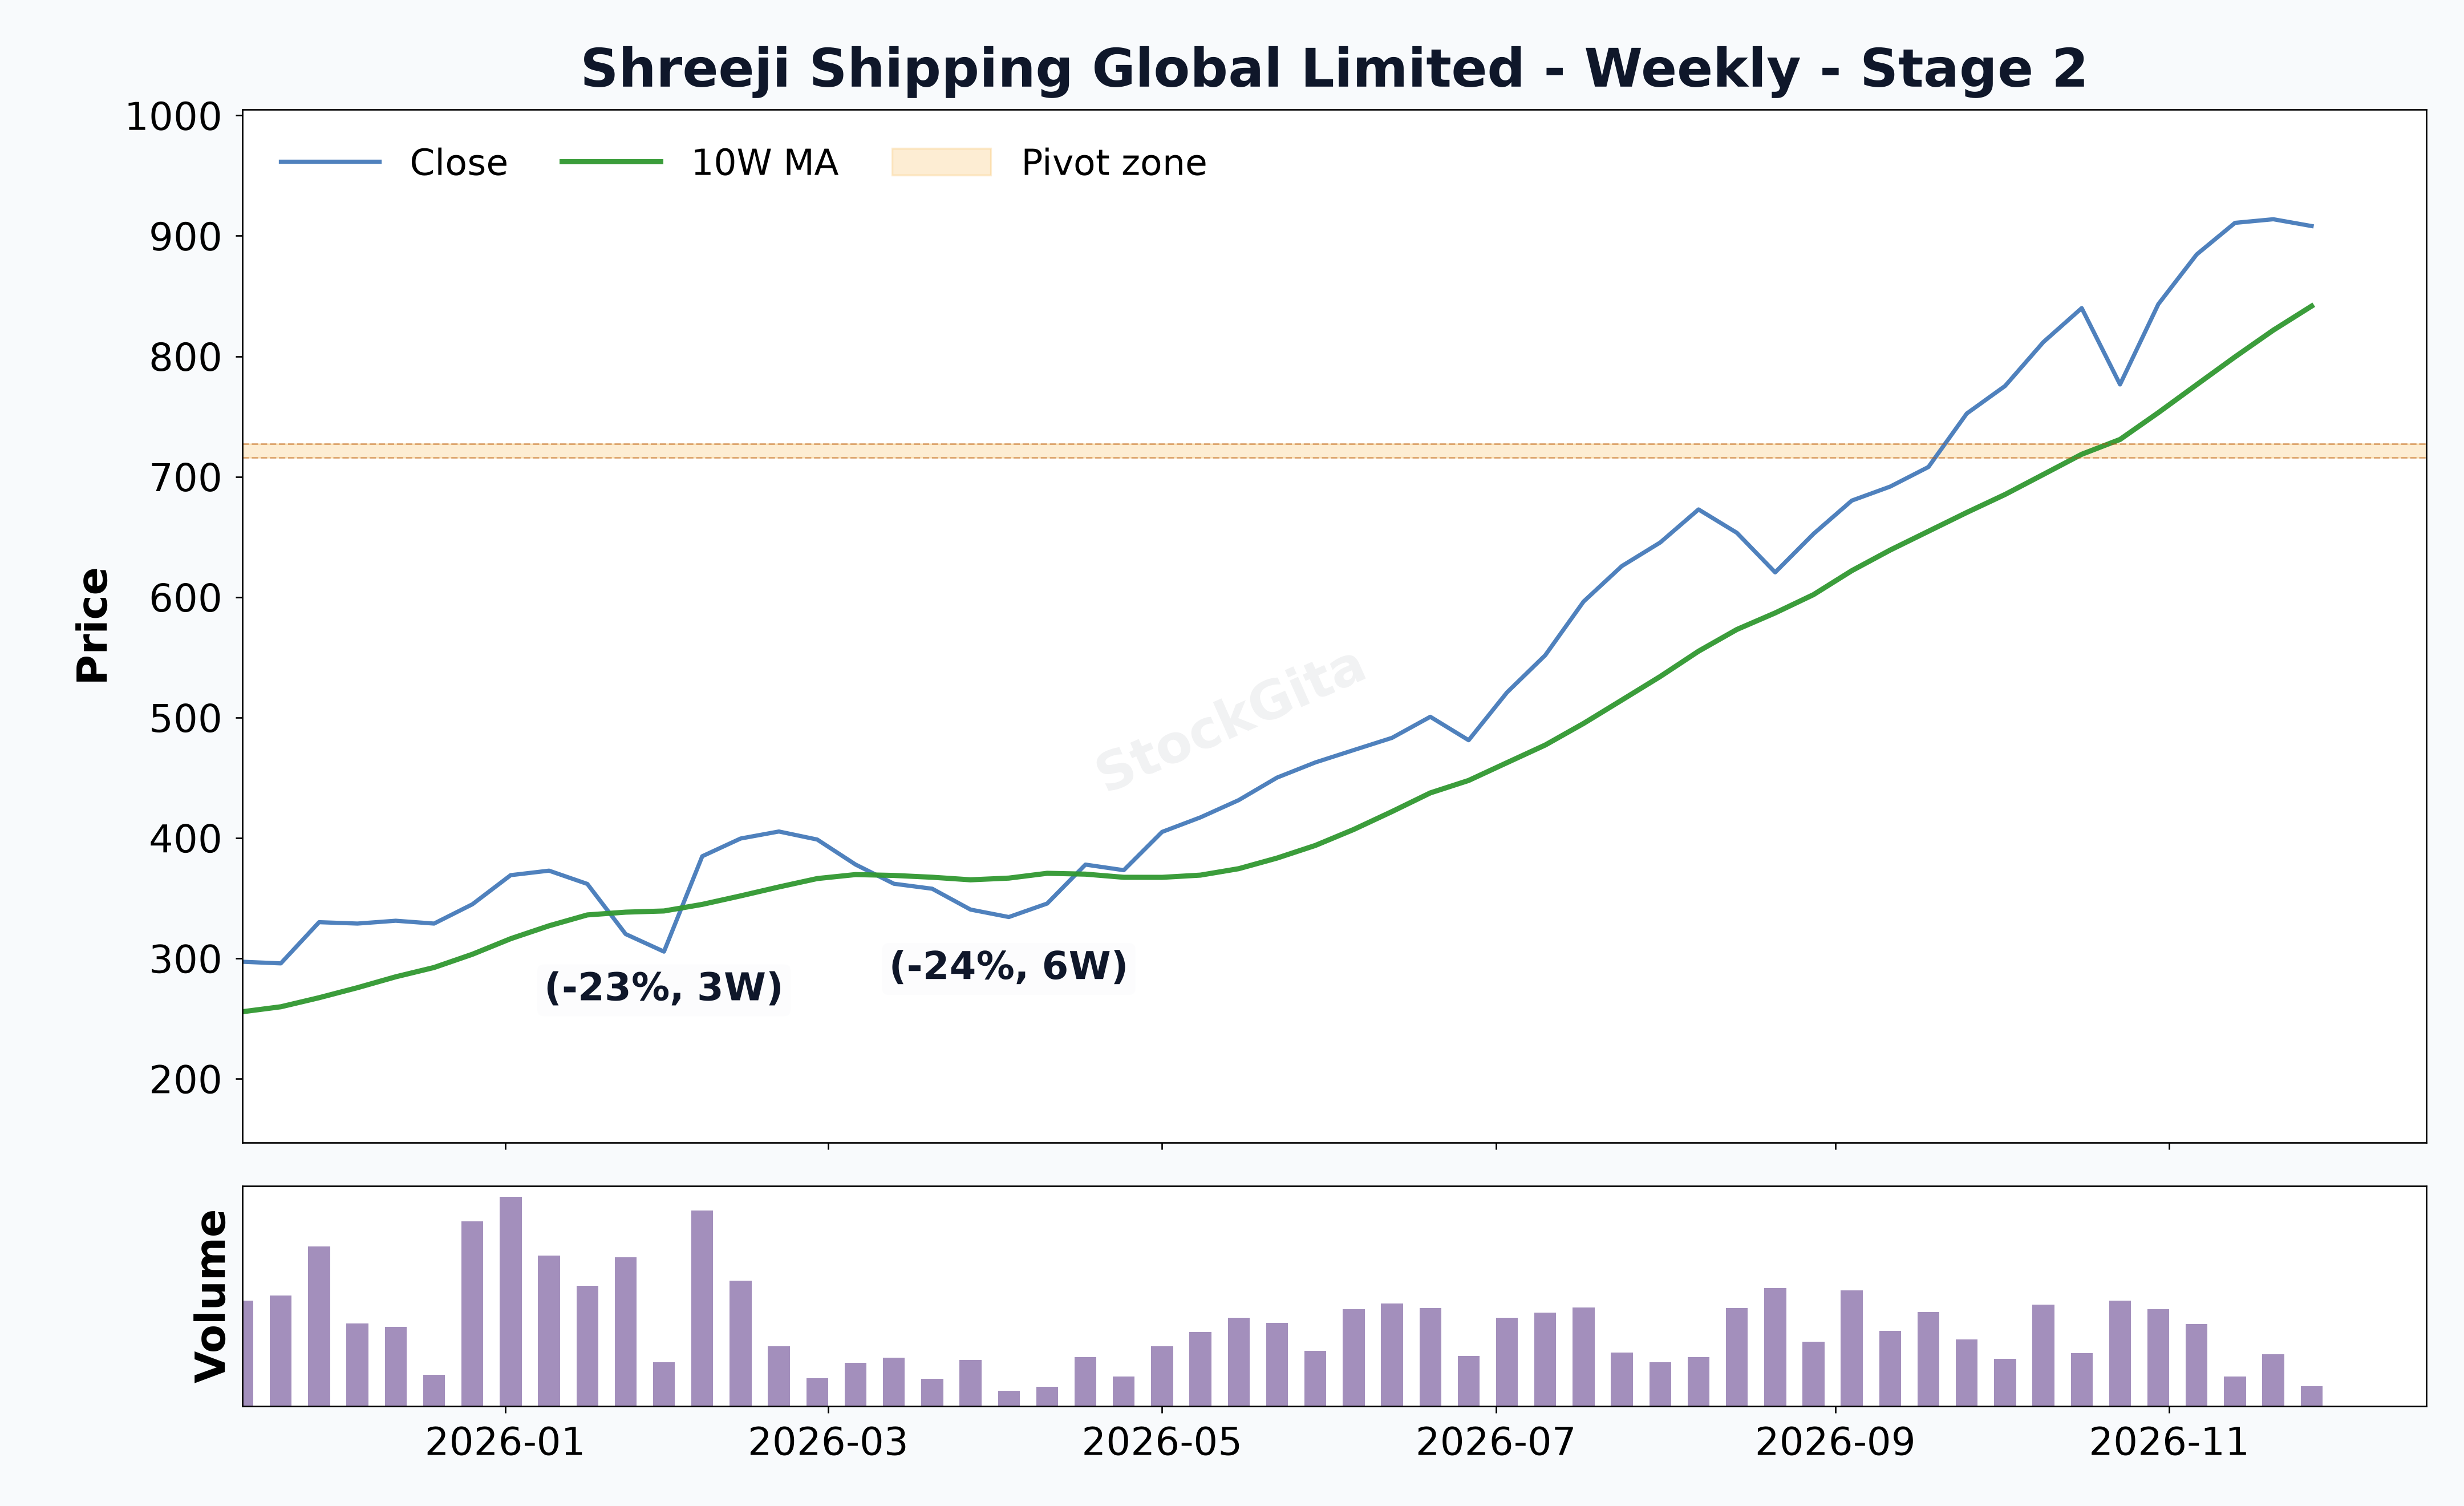 Shreeji Shipping Global Limited - Weekly - Stage 2
Close
10W MA
Pivot zone
Price
1000
900
800
700
600
500
400
300
200
StockGita
(-23%, 3W)
(-24%, 6W)
Volume
2026-01
2026-03
2026-05
2026-07
2026-09
2026-11